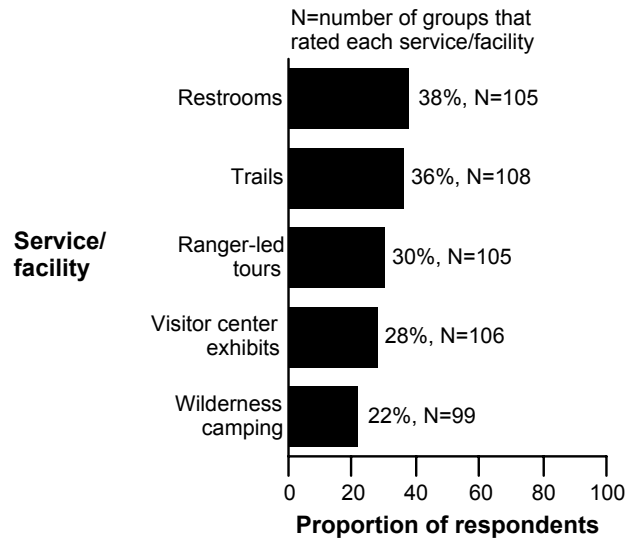 N=number of groups that
rated each service/facility
Restrooms
38%, N=105
Trails
36%, N=108
Service/
facility
Ranger-led
tours
30%, N=105
Visitor center
exhibits
28%, N=106
Wilderness
camping
22%, N=99
0 20 40 60 80 100
Proportion of respondents